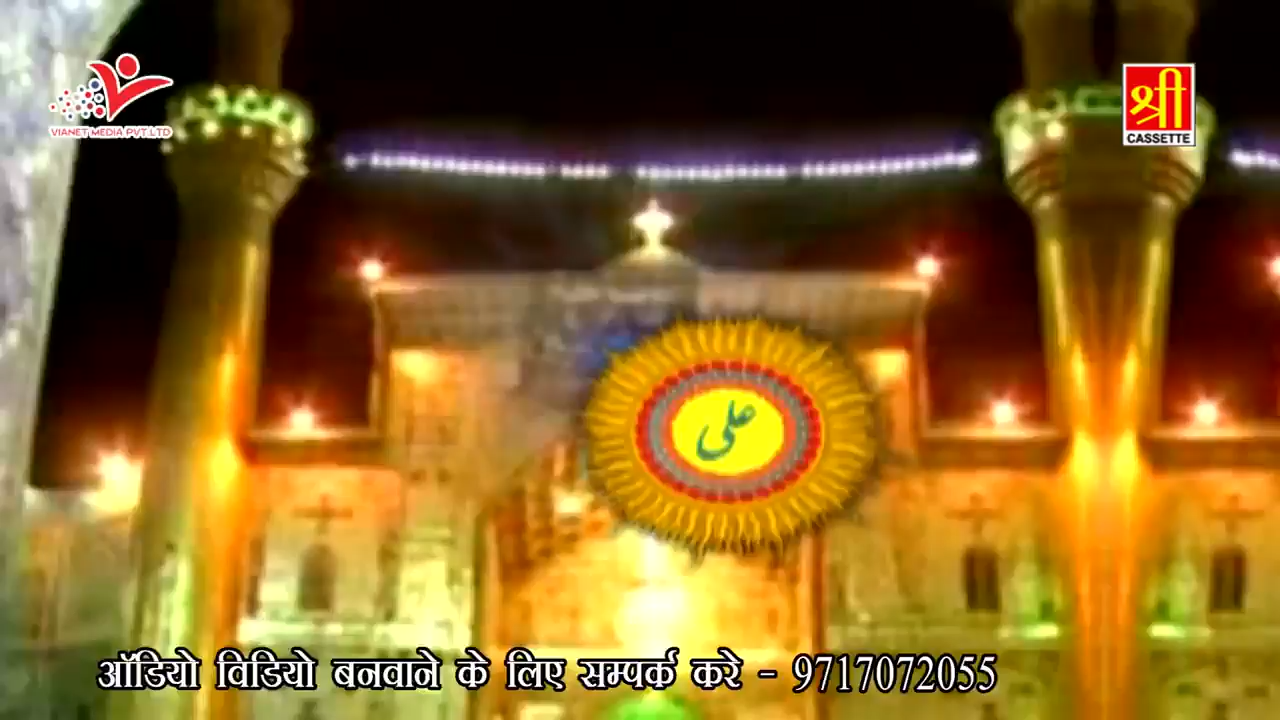 VIANET MEDIA PVT.LTD
श्री
CASSETTE
علی
ऑडियो विडियो बनवाने के लिए सम्पर्क करे - 9717072055